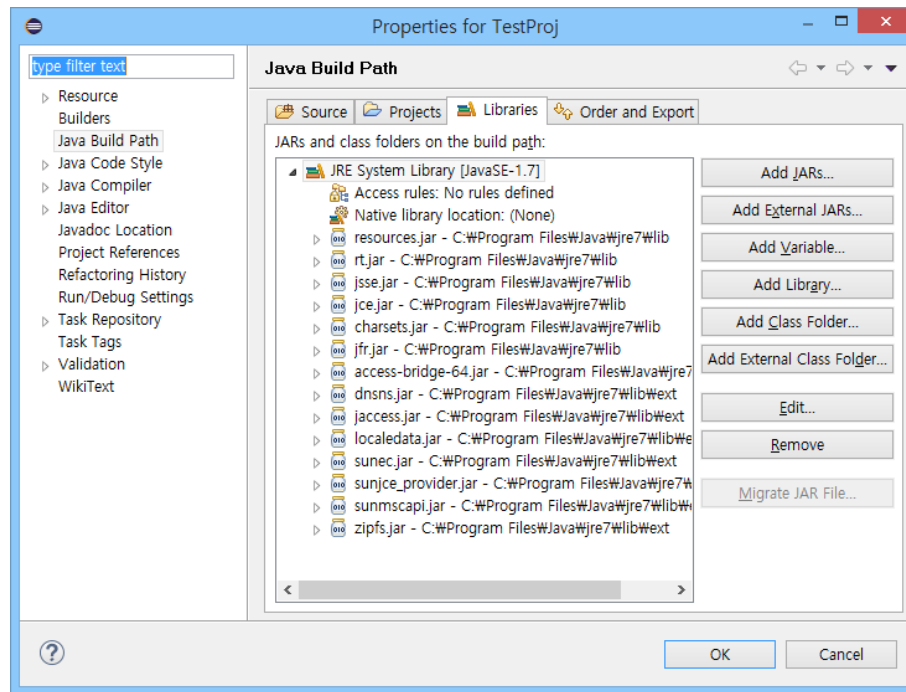 Properties for TestProj
type filter text
Resource
Builders
Java Build Path
Java Code Style
Java Compiler
Java Editor
Javadoc Location
Project References
Refactoring History
Run/Debug Settings
Task Repository
Task Tags
Validation
WikiText
Java Build Path
Source Projects Libraries Order and Export
JARs and class folders on the build path:
JRE System Library [JavaSE-1.7]
Access rules: No rules defined
Native library location: (None)
resources.jar - C:₩Program Files₩Java₩jre7₩lib
rt.jar - C:₩Program Files₩Java₩jre7₩lib
jsse.jar - C:₩Program Files₩Java₩jre7₩lib
jce.jar - C:₩Program Files₩Java₩jre7₩lib
charsets.jar - C:₩Program Files₩Java₩jre7₩lib
jfr.jar - C:₩Program Files₩Java₩jre7₩lib
access-bridge-64.jar - C:₩Program Files₩Java₩jre7
dnsns.jar - C:₩Program Files₩Java₩jre7₩lib₩ext
jaccess.jar - C:₩Program Files₩Java₩jre7₩lib₩ext
localedata.jar - C:₩Program Files₩Java₩jre7₩lib₩e
sunec.jar - C:₩Program Files₩Java₩jre7₩lib₩ext
sunjce_provider.jar - C:₩Program Files₩Java₩jre7₩
sunmscapi.jar - C:₩Program Files₩Java₩jre7₩lib₩
zipfs.jar - C:₩Program Files₩Java₩jre7₩lib₩ext
Add JARs...
Add External JARs...
Add Variable...
Add Library...
Add Class Folder...
Add External Class Folder...
Edit...
Remove
Migrate JAR File...
OK
Cancel